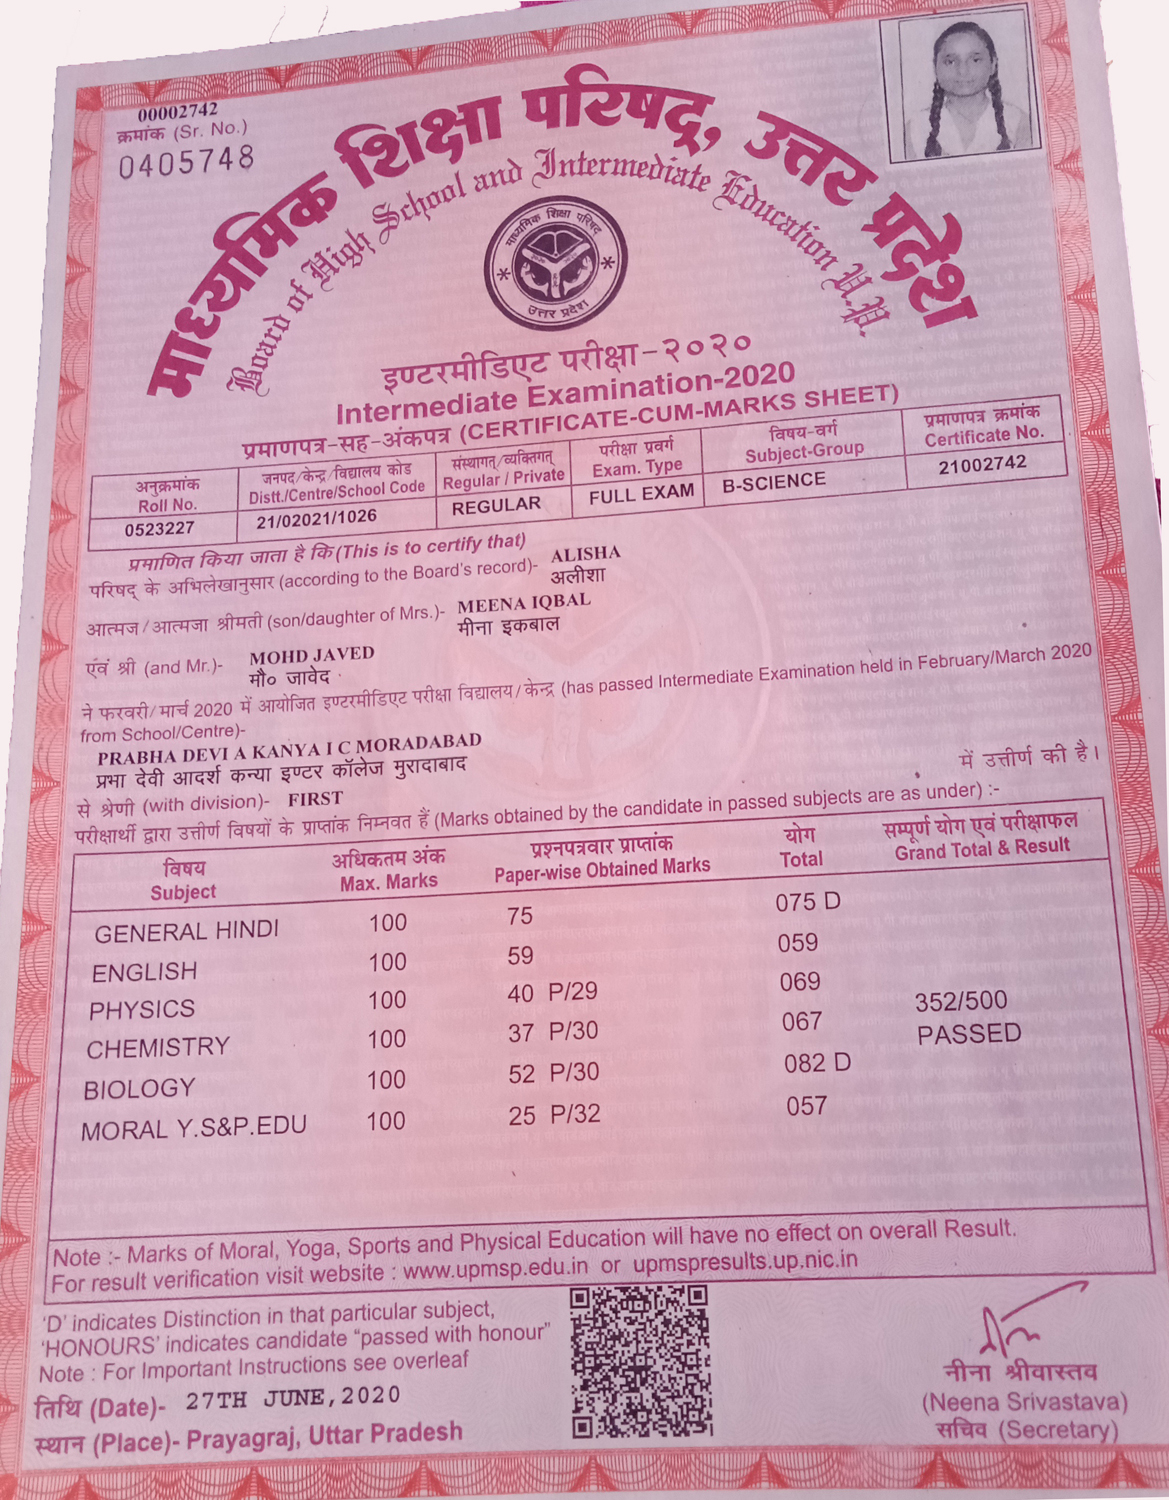 00002742
क्रमांक (Sr. No.)
0405748
माध्यमिक शिक्षा परिषद्, उत्तर प्रदेश
Board of High School and Intermediate Education U.P.
माध्यमिक शिक्षा परिषद
उत्तर प्रदेश
इण्टरमीडिएट परीक्षा-२०२०
Intermediate Examination-2020
प्रमाणपत्र-सह-अंकपत्र (CERTIFICATE-CUM-MARKS SHEET)
अनुक्रमांक जनपद/केन्द्र/विद्यालय कोड संस्थागत्/व्यक्तिगत् परीक्षा प्रवर्ग विषय-वर्ग प्रमाणपत्र क्रमांक
Roll No. Distt./Centre/School Code Regular / Private Exam. Type Subject-Group Certificate No.
0523227 21/02021/1026 REGULAR FULL EXAM B-SCIENCE 21002742
प्रमाणित किया जाता है कि (This is to certify that)
परिषद् के अभिलेखानुसार (according to the Board's record)- ALISHA
अलीशा
आत्मज/आत्मजा श्रीमती (son/daughter of Mrs.)- MEENA IQBAL
मीना इकबाल
एंवं श्री (and Mr.)- MOHD JAVED
मौ० जावेद
ने फरवरी/मार्च 2020 में आयोजित इण्टरमीडिएट परीक्षा विद्यालय/केन्द्र (has passed Intermediate Examination held in February/March 2020
from School/Centre)-
PRABHA DEVI A KANYA I C MORADABAD
प्रभा देवी आदर्श कन्या इण्टर कॉलेज मुरादाबाद
में उत्तीर्ण की है।
से श्रेणी (with division)- FIRST
परीक्षार्थी द्वारा उत्तीर्ण विषयों के प्राप्तांक निम्नवत हैं (Marks obtained by the candidate in passed subjects are as under) :-
विषय अधिकतम अंक प्रश्नपत्रवार प्राप्तांक योग सम्पूर्ण योग एवं परीक्षाफल
Subject Max. Marks Paper-wise Obtained Marks Total Grand Total & Result
GENERAL HINDI 100 75 075 D
ENGLISH 100 59 059
PHYSICS 100 40 P/29 069
352/500
CHEMISTRY 100 37 P/30 067
PASSED
BIOLOGY 100 52 P/30 082 D
MORAL Y.S&P.EDU 100 25 P/32 057
Note :- Marks of Moral, Yoga, Sports and Physical Education will have no effect on overall Result.
For result verification visit website : www.upmsp.edu.in or upmspresults.up.nic.in
'D' indicates Distinction in that particular subject,
'HONOURS' indicates candidate "passed with honour"
Note : For Important Instructions see overleaf
तिथि (Date)- 27TH JUNE,2020
स्थान (Place)- Prayagraj, Uttar Pradesh
नीना श्रीवास्तव
(Neena Srivastava)
सचिव (Secretary)